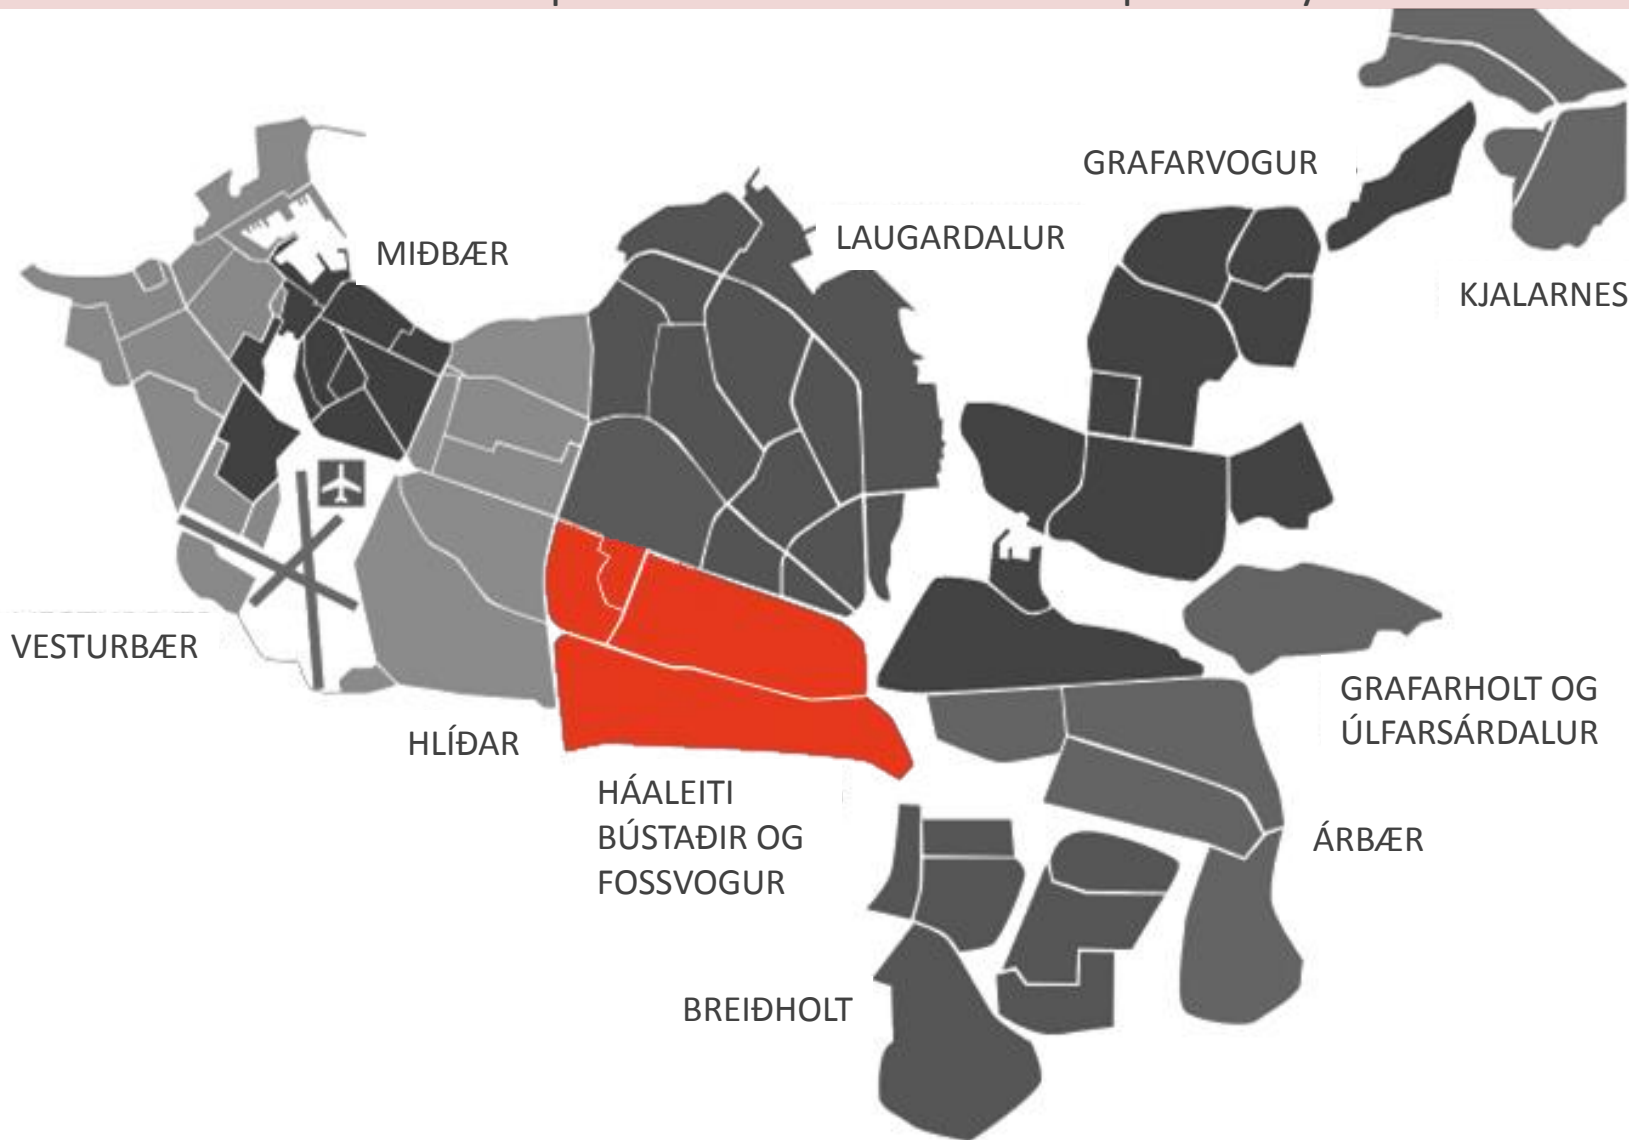 GRAFARVOGUR
LAUGARDALUR
MIÐBÆR
KJALARNES
VESTURBÆR
GRAFARHOLT OG
ÚLFARSÁRDALUR
HLÍÐAR
HÁALEITI
BÚSTAÐIR OG
FOSSVOGUR
ÁRBÆR
BREIÐHOLT